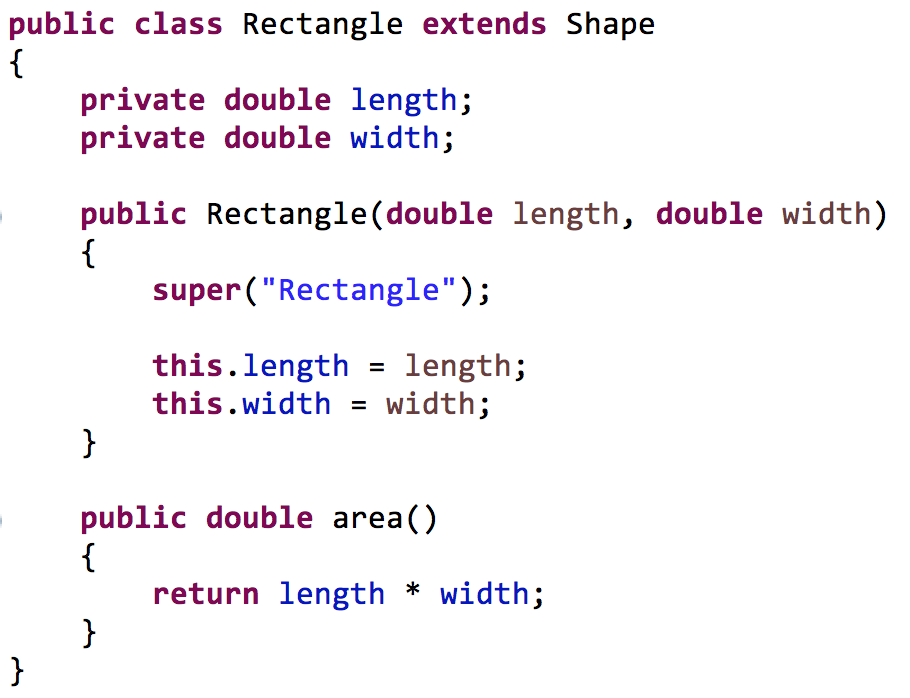 public class Rectangle extends Shape
{
    private double length;
    private double width;

    public Rectangle(double length, double width)
    {
        super("Rectangle");

        this.length = length;
        this.width = width;
    }

    public double area()
    {
        return length * width;
    }
}